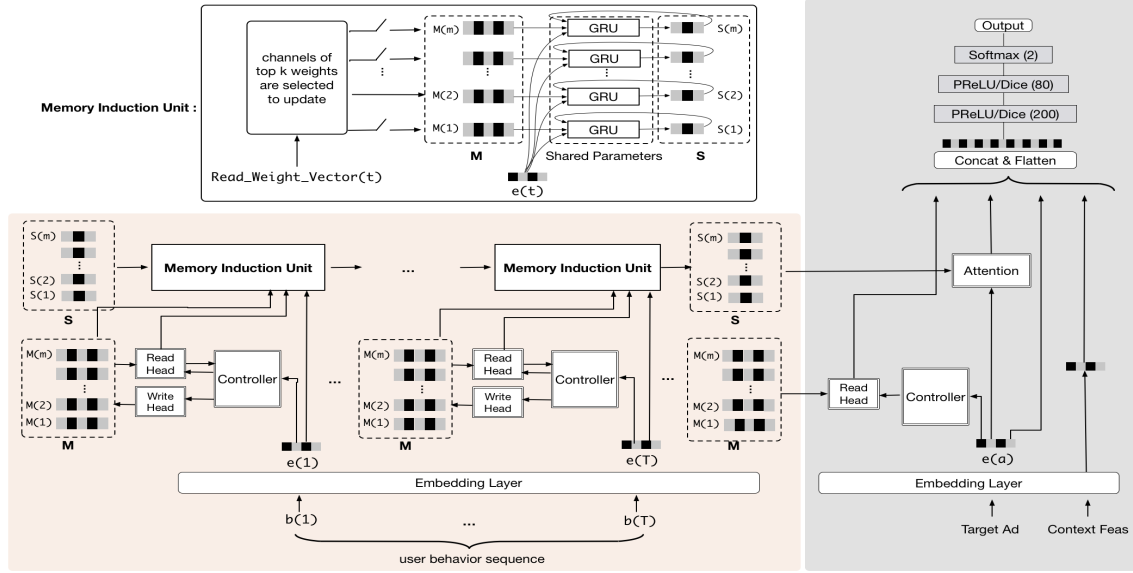 Memory Induction Unit :
channels of
top k weights
are selected
to update
Read_Weight_Vector(t)
M(m)
⋮
M(2)
M(1)
M
GRU
GRU
⋮
GRU
GRU
Shared Parameters
e(t)
S(m)
⋮
S(2)
S(1)
S
S(m)
⋮
S(2)
S(1)
S
Memory Induction Unit
...
Memory Induction Unit
S(m)
⋮
S(2)
S(1)
S
M(m)
⋮
M(2)
M(1)
M
Read
Head
Write
Head
Controller
...
e(1)
M(m)
⋮
M(2)
M(1)
M
Read
Head
Write
Head
Controller
...
e(T)
M(m)
⋮
M(2)
M(1)
M
Embedding Layer
b(1)
...
b(T)
user behavior sequence
Output
Softmax (2)
PReLU/Dice (80)
PReLU/Dice (200)
Concat & Flatten
Attention
Read
Head
Controller
e(a)
Embedding Layer
Target Ad
Context Feas